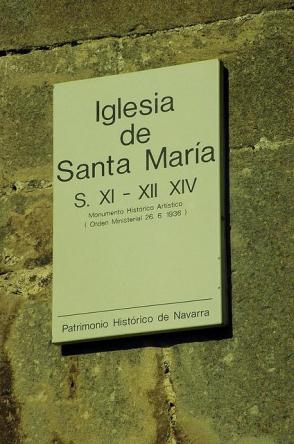 Iglesia
de
Santa María
S. XI - XII XIV
Monumento Histórico Artístico
( Orden Ministerial 26. 6. 1936 )
Patrimonio Histórico de Navarra